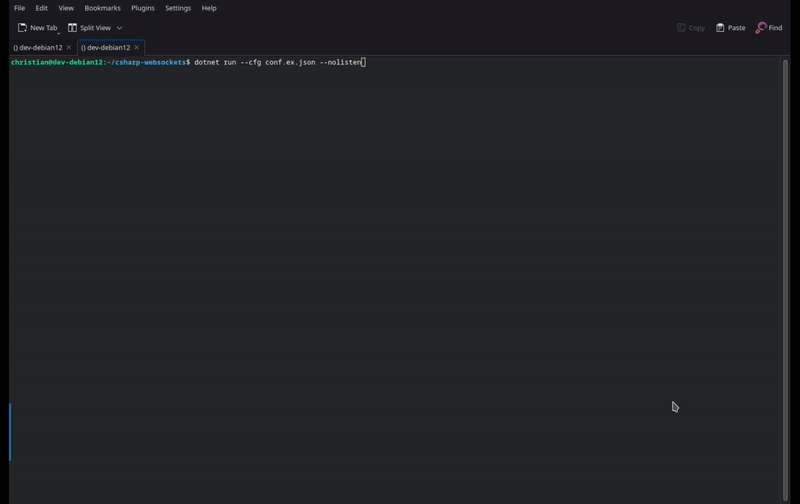 File Edit View Bookmarks Plugins Settings Help
New Tab Split View Copy Paste Find
() dev-debian12 () dev-debian12
christian@dev-debian12:~/csharp-websockets$ dotnet run --cfg conf.ex.json --nolisten